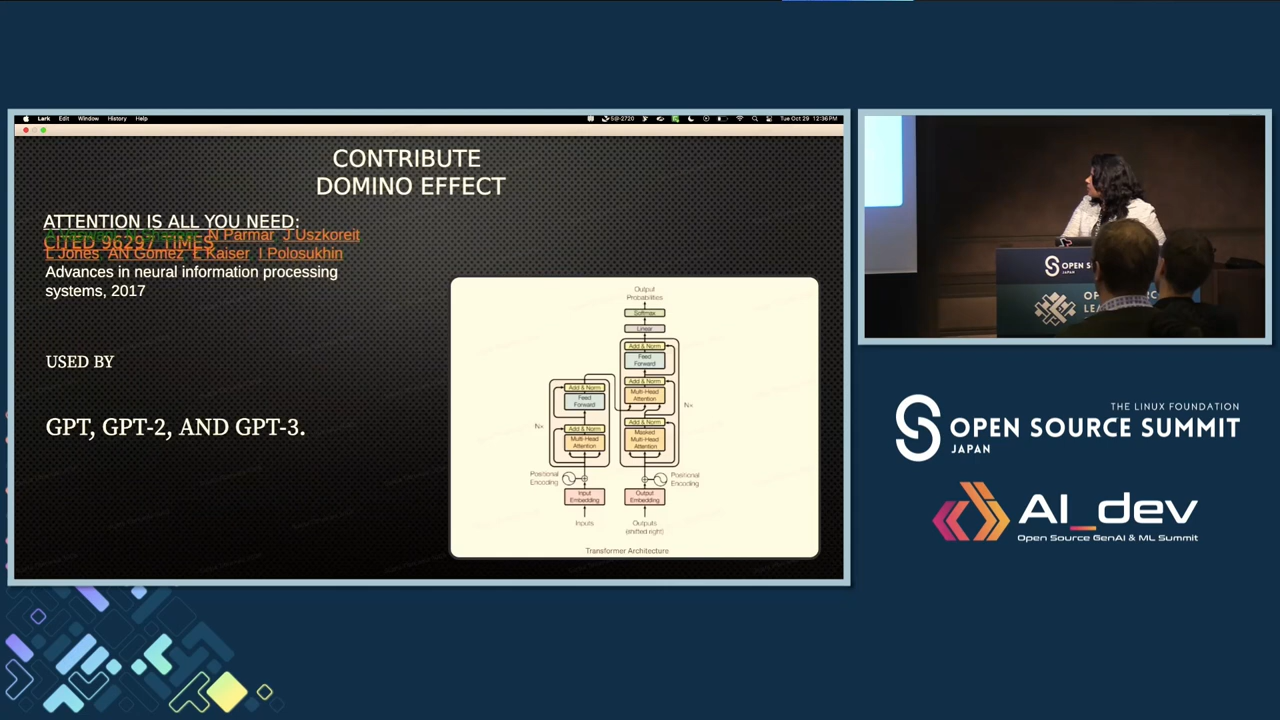 Lark Edit Window History Help
Tue Oct 29 12:36 PM
CONTRIBUTE
DOMINO EFFECT
ATTENTION IS ALL YOU NEED:
N Parmar J Uszkoreit
CITED 96297 TIMES
L Jones AN Gomez Ł Kaiser I Polosukhin
Advances in neural information processing
systems, 2017
USED BY
GPT, GPT-2, AND GPT-3.
Output
Probabilities
Softmax
Linear
Add & Norm
Feed
Forward
Add & Norm
Multi-Head
Attention
Add & Norm
Masked
Multi-Head
Attention
Nx
Positional
Encoding
Output
Embedding
Outputs
Add & Norm
Feed
Forward
Add & Norm
Multi-Head
Attention
Nx
Positional
Encoding
Input
Embedding
Inputs
Transformer Architecture
OPEN S
JAPAN
THE LINUX FOUNDATION
OPEN SOURCE SUMMIT
JAPAN
AI_dev
Open Source GenAI & ML Summit